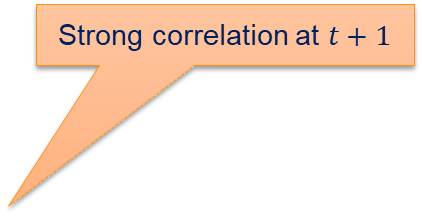 Strong correlation at 𝑡 + 1